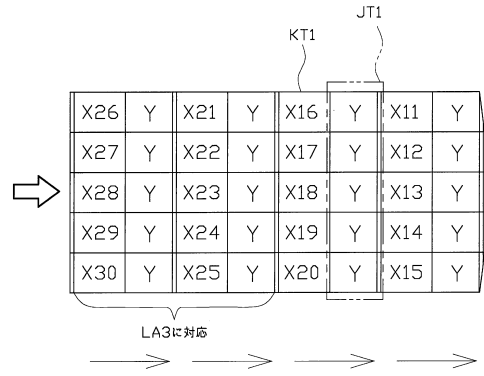 JT1
KT1
X26 Y X21 Y X16 Y X11 Y
X27 Y X22 Y X17 Y X12 Y
X28 Y X23 Y X18 Y X13 Y
X29 Y X24 Y X19 Y X14 Y
X30 Y X25 Y X20 Y X15 Y
LA3に対応